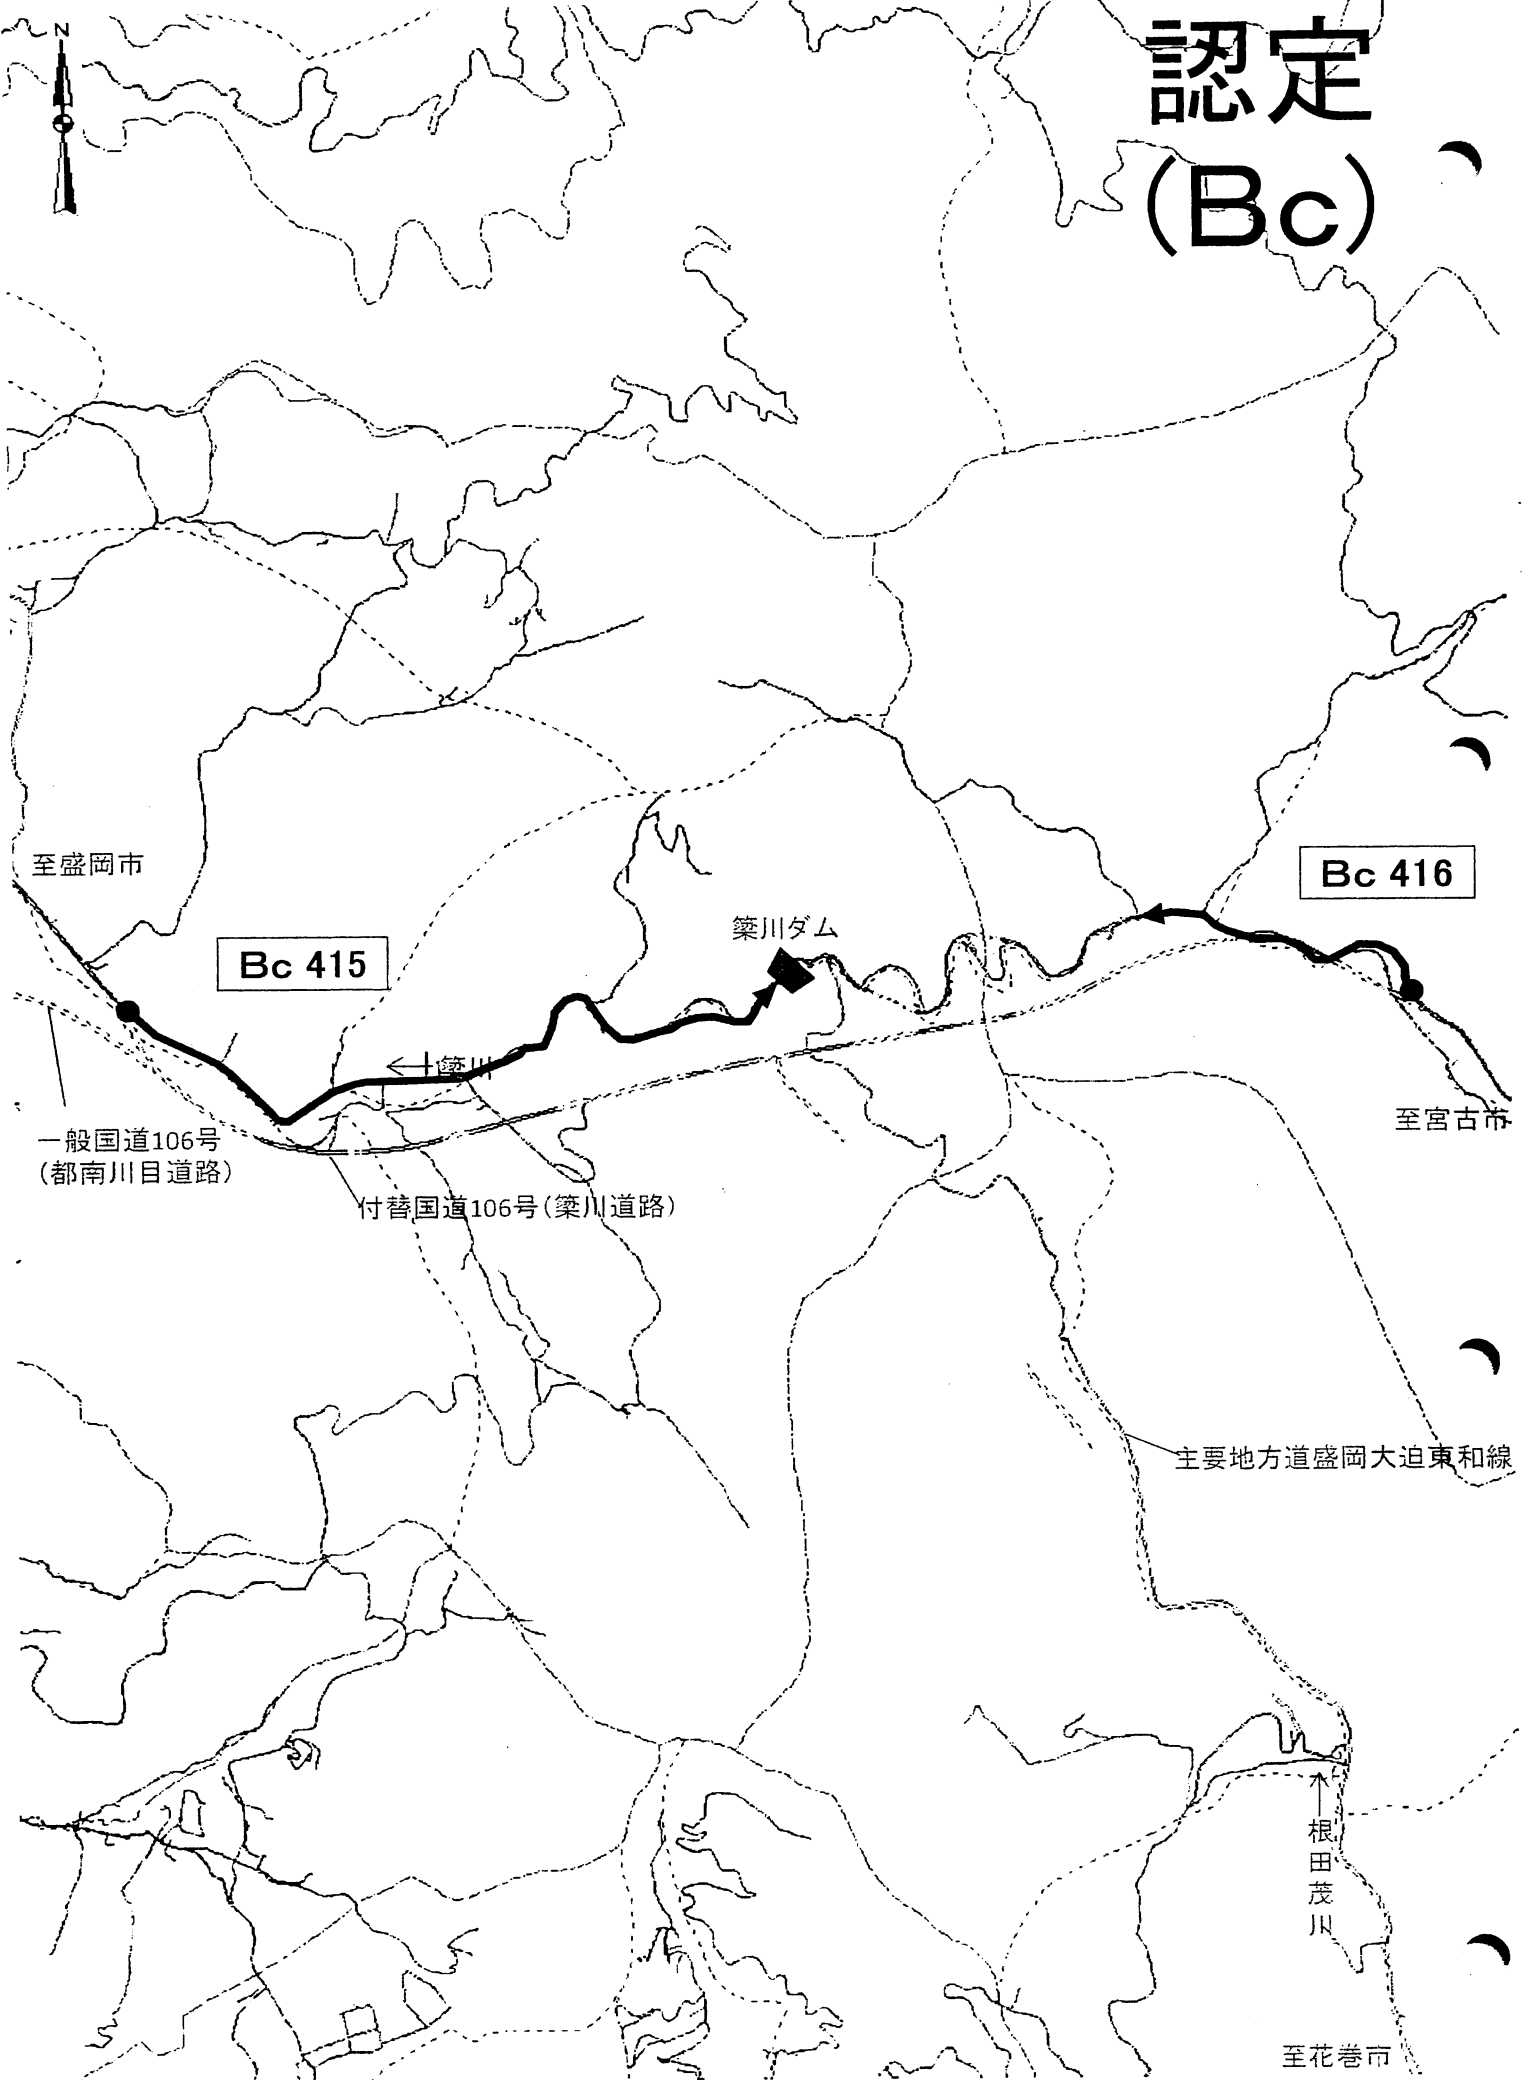 認定
(Bc)
N
至盛岡市
Bc 416
簗川ダム
Bc 415
簗川
至宮古市
一般国道106号
(都南川目道路)
付替国道106号(簗川道路)
主要地方道盛岡大迫東和線
根田茂川
至花巻市